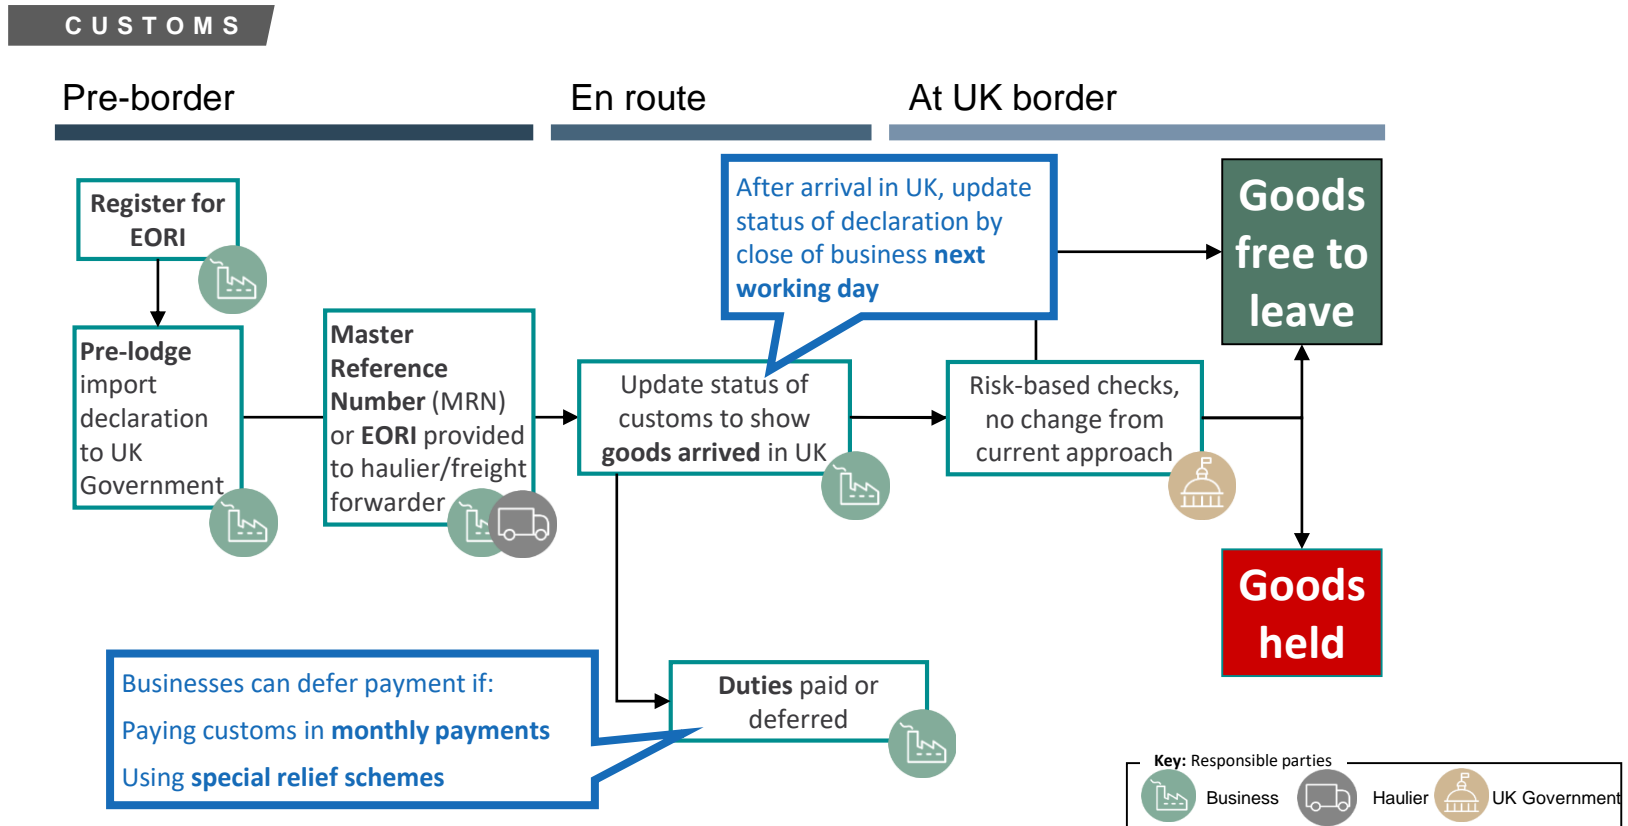 CUSTOMS
Pre-border
En route
At UK border
Register for
EORI
Pre-lodge
import
declaration
to UK
Government
Master
Reference
Number (MRN)
or EORI provided
to haulier/freight
forwarder
After arrival in UK, update
status of declaration by
close of business next
working day
Update status of
customs to show
goods arrived in UK
Risk-based checks,
no change from
current approach
Goods
free to
leave
Goods
held
Businesses can defer payment if:
Paying customs in monthly payments
Using special relief schemes
Duties paid or
deferred
Key: Responsible parties
Business
Haulier
UK Government